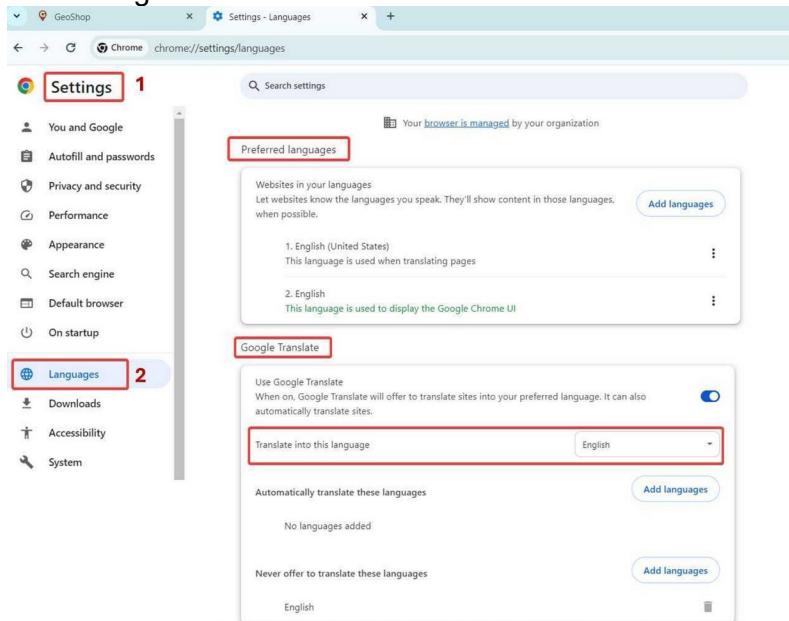 GeoShop
Settings - Languages
Chrome chrome://settings/languages
Settings 1
Search settings
Your browser is managed by your organization
You and Google
Autofill and passwords
Privacy and security
Performance
Appearance
Search engine
Default browser
On startup
Languages 2
Downloads
Accessibility
System
Preferred languages
Websites in your languages
Let websites know the languages you speak. They'll show content in those languages,
when possible.
Add languages
1. English (United States)
This language is used when translating pages
2. English
This language is used to display the Google Chrome UI
Google Translate
Use Google Translate
When on, Google Translate will offer to translate sites into your preferred language. It can also
automatically translate sites.
Translate into this language
English
Automatically translate these languages
Add languages
No languages added
Never offer to translate these languages
Add languages
English